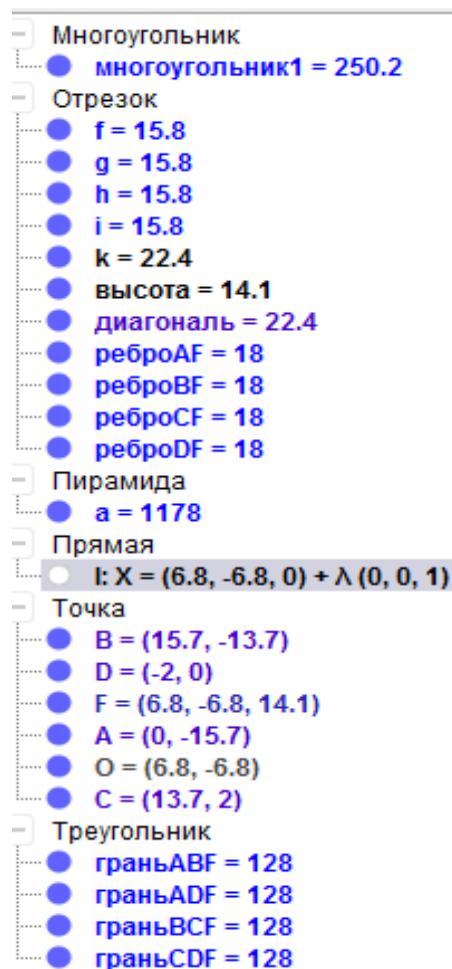 Многоугольник
многоугольник1 = 250.2
Отрезок
f = 15.8
g = 15.8
h = 15.8
i = 15.8
k = 22.4
высота = 14.1
диагональ = 22.4
реброAF = 18
реброBF = 18
реброCF = 18
реброDF = 18
Пирамида
a = 1178
Прямая
l: X = (6.8, -6.8, 0) + λ (0, 0, 1)
Точка
B = (15.7, -13.7)
D = (-2, 0)
F = (6.8, -6.8, 14.1)
A = (0, -15.7)
O = (6.8, -6.8)
C = (13.7, 2)
Треугольник
граньABF = 128
граньADF = 128
граньBCF = 128
граньCDF = 128